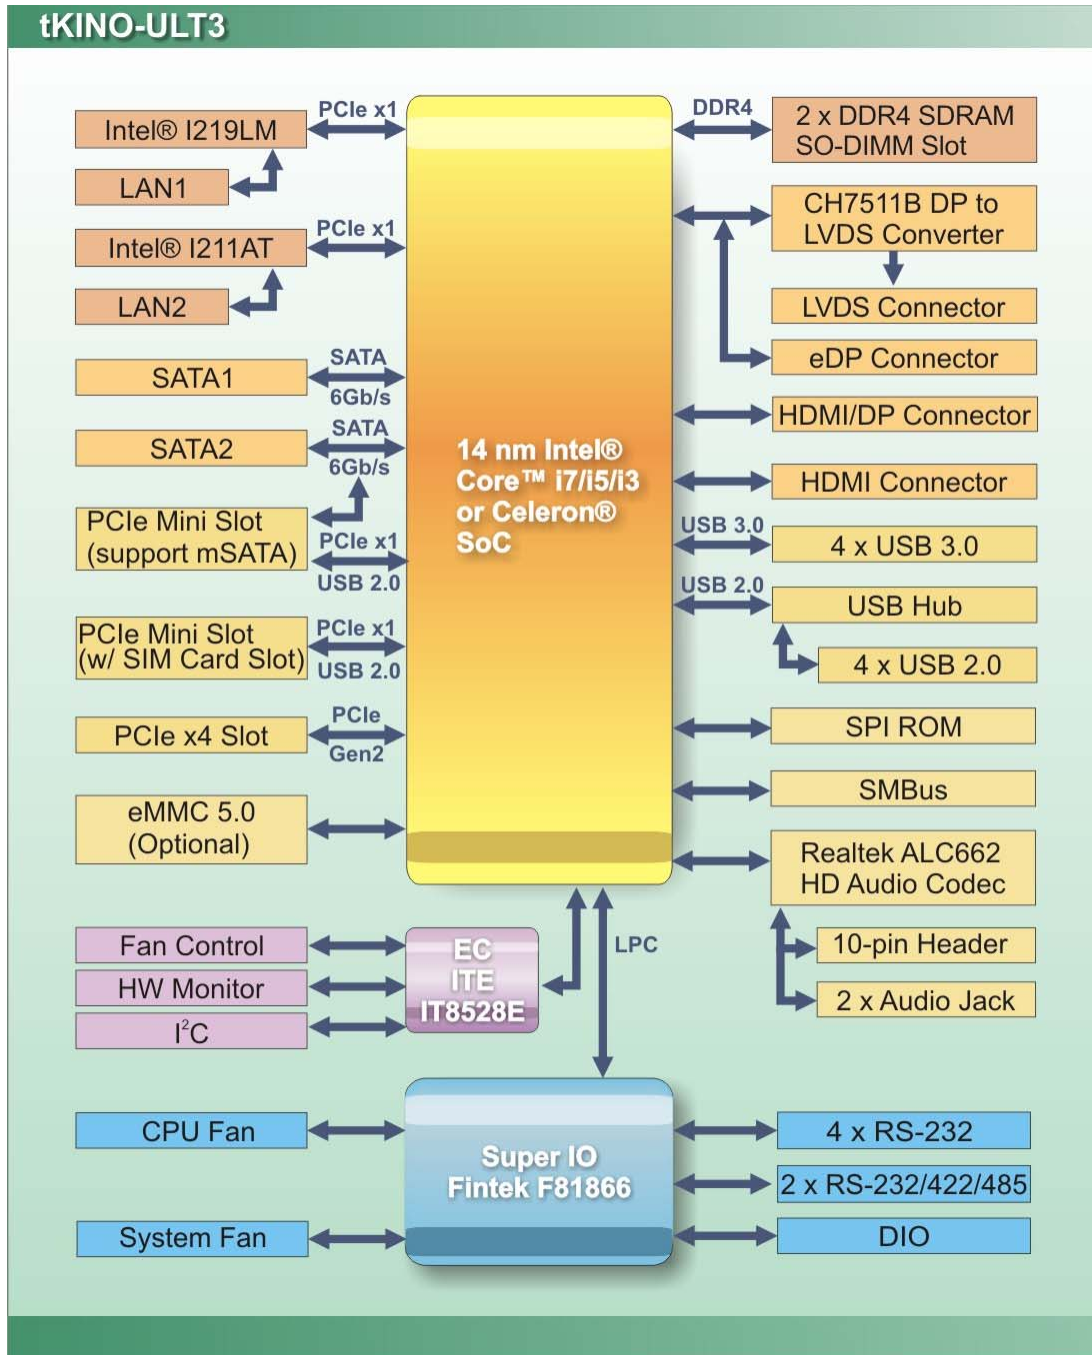 tKINO-ULT3
Intel® I219LM
PCIe x1
LAN1
Intel® I211AT
PCIe x1
LAN2
SATA1
SATA
6Gb/s
SATA2
SATA
6Gb/s
PCIe Mini Slot
(support mSATA)
PCIe x1
USB 2.0
PCIe Mini Slot
(w/ SIM Card Slot)
PCIe x1
USB 2.0
PCIe x4 Slot
PCIe
Gen2
eMMC 5.0
(Optional)
14 nm Intel®
Core™ i7/i5/i3
or Celeron®
SoC
DDR4
2 x DDR4 SDRAM
SO-DIMM Slot
CH7511B DP to
LVDS Converter
LVDS Connector
eDP Connector
HDMI/DP Connector
HDMI Connector
USB 3.0
4 x USB 3.0
USB 2.0
USB Hub
4 x USB 2.0
SPI ROM
SMBus
Realtek ALC662
HD Audio Codec
10-pin Header
2 x Audio Jack
Fan Control
HW Monitor
I²C
EC
ITE
IT8528E
LPC
CPU Fan
System Fan
Super IO
Fintek F81866
4 x RS-232
2 x RS-232/422/485
DIO